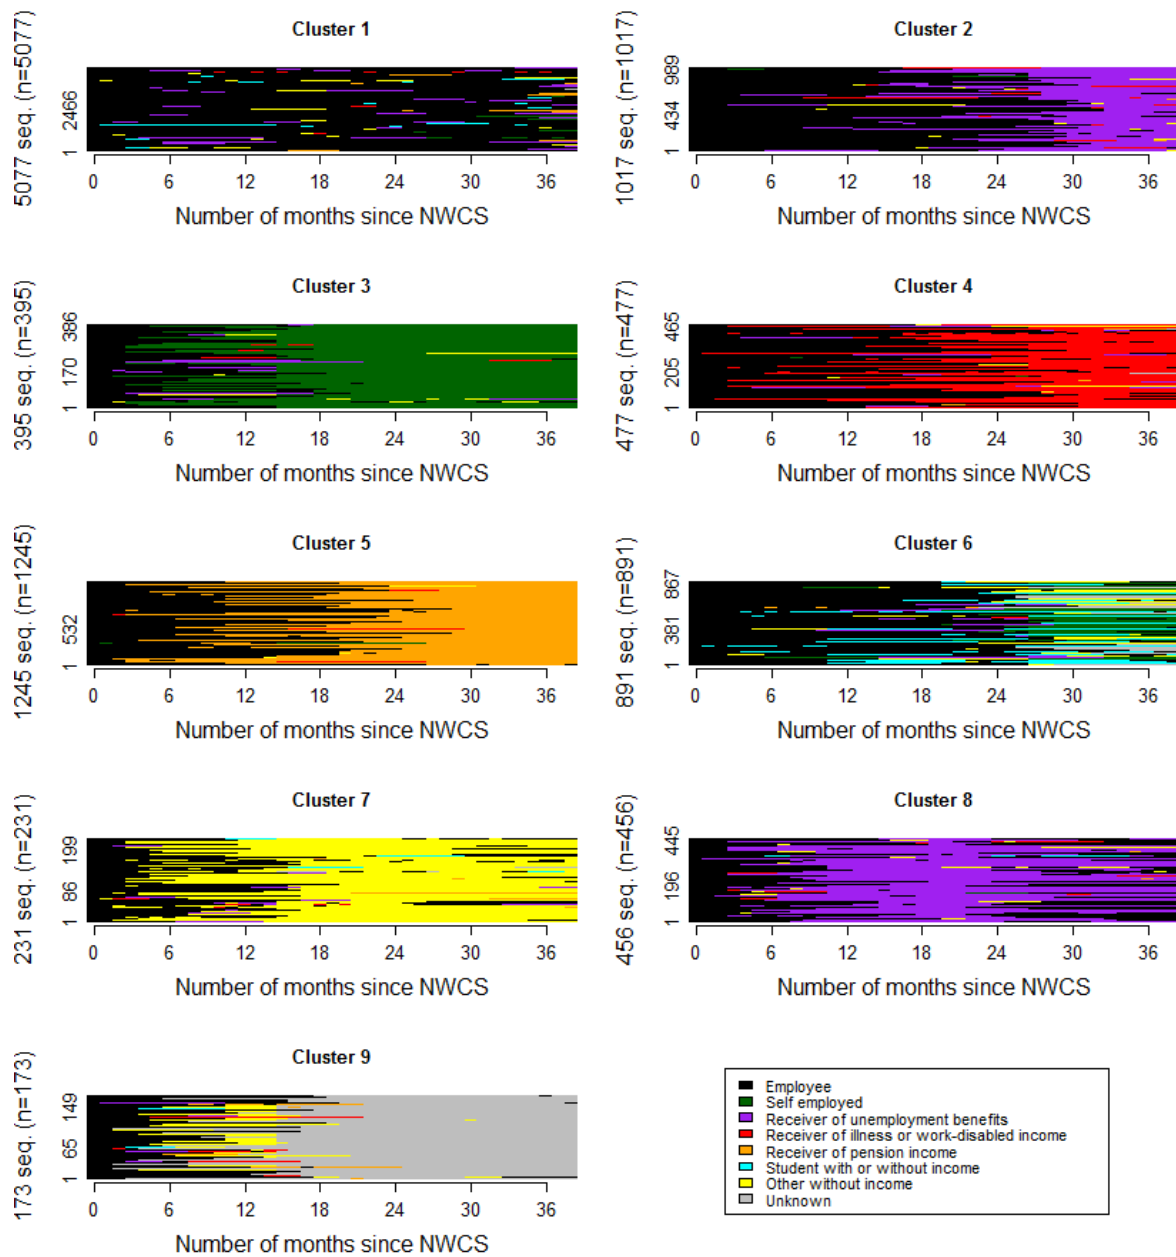 Cluster 1
5077 seq. (n=5077)
1 2466
0 6 12 18 24 30 36
Number of months since NWCS
Cluster 2
1017 seq. (n=1017)
1 434 989
0 6 12 18 24 30 36
Number of months since NWCS
Cluster 3
395 seq. (n=395)
1 170 386
0 6 12 18 24 30 36
Number of months since NWCS
Cluster 4
477 seq. (n=477)
1 205 465
0 6 12 18 24 30 36
Number of months since NWCS
Cluster 5
1245 seq. (n=1245)
1 532
0 6 12 18 24 30 36
Number of months since NWCS
Cluster 6
891 seq. (n=891)
1 381 867
0 6 12 18 24 30 36
Number of months since NWCS
Cluster 7
231 seq. (n=231)
1 86 199
0 6 12 18 24 30 36
Number of months since NWCS
Cluster 8
456 seq. (n=456)
1 196 445
0 6 12 18 24 30 36
Number of months since NWCS
Cluster 9
173 seq. (n=173)
1 65 149
0 6 12 18 24 30 36
Number of months since NWCS
Employee
Self employed
Receiver of unemployment benefits
Receiver of illness or work-disabled income
Receiver of pension income
Student with or without income
Other without income
Unknown